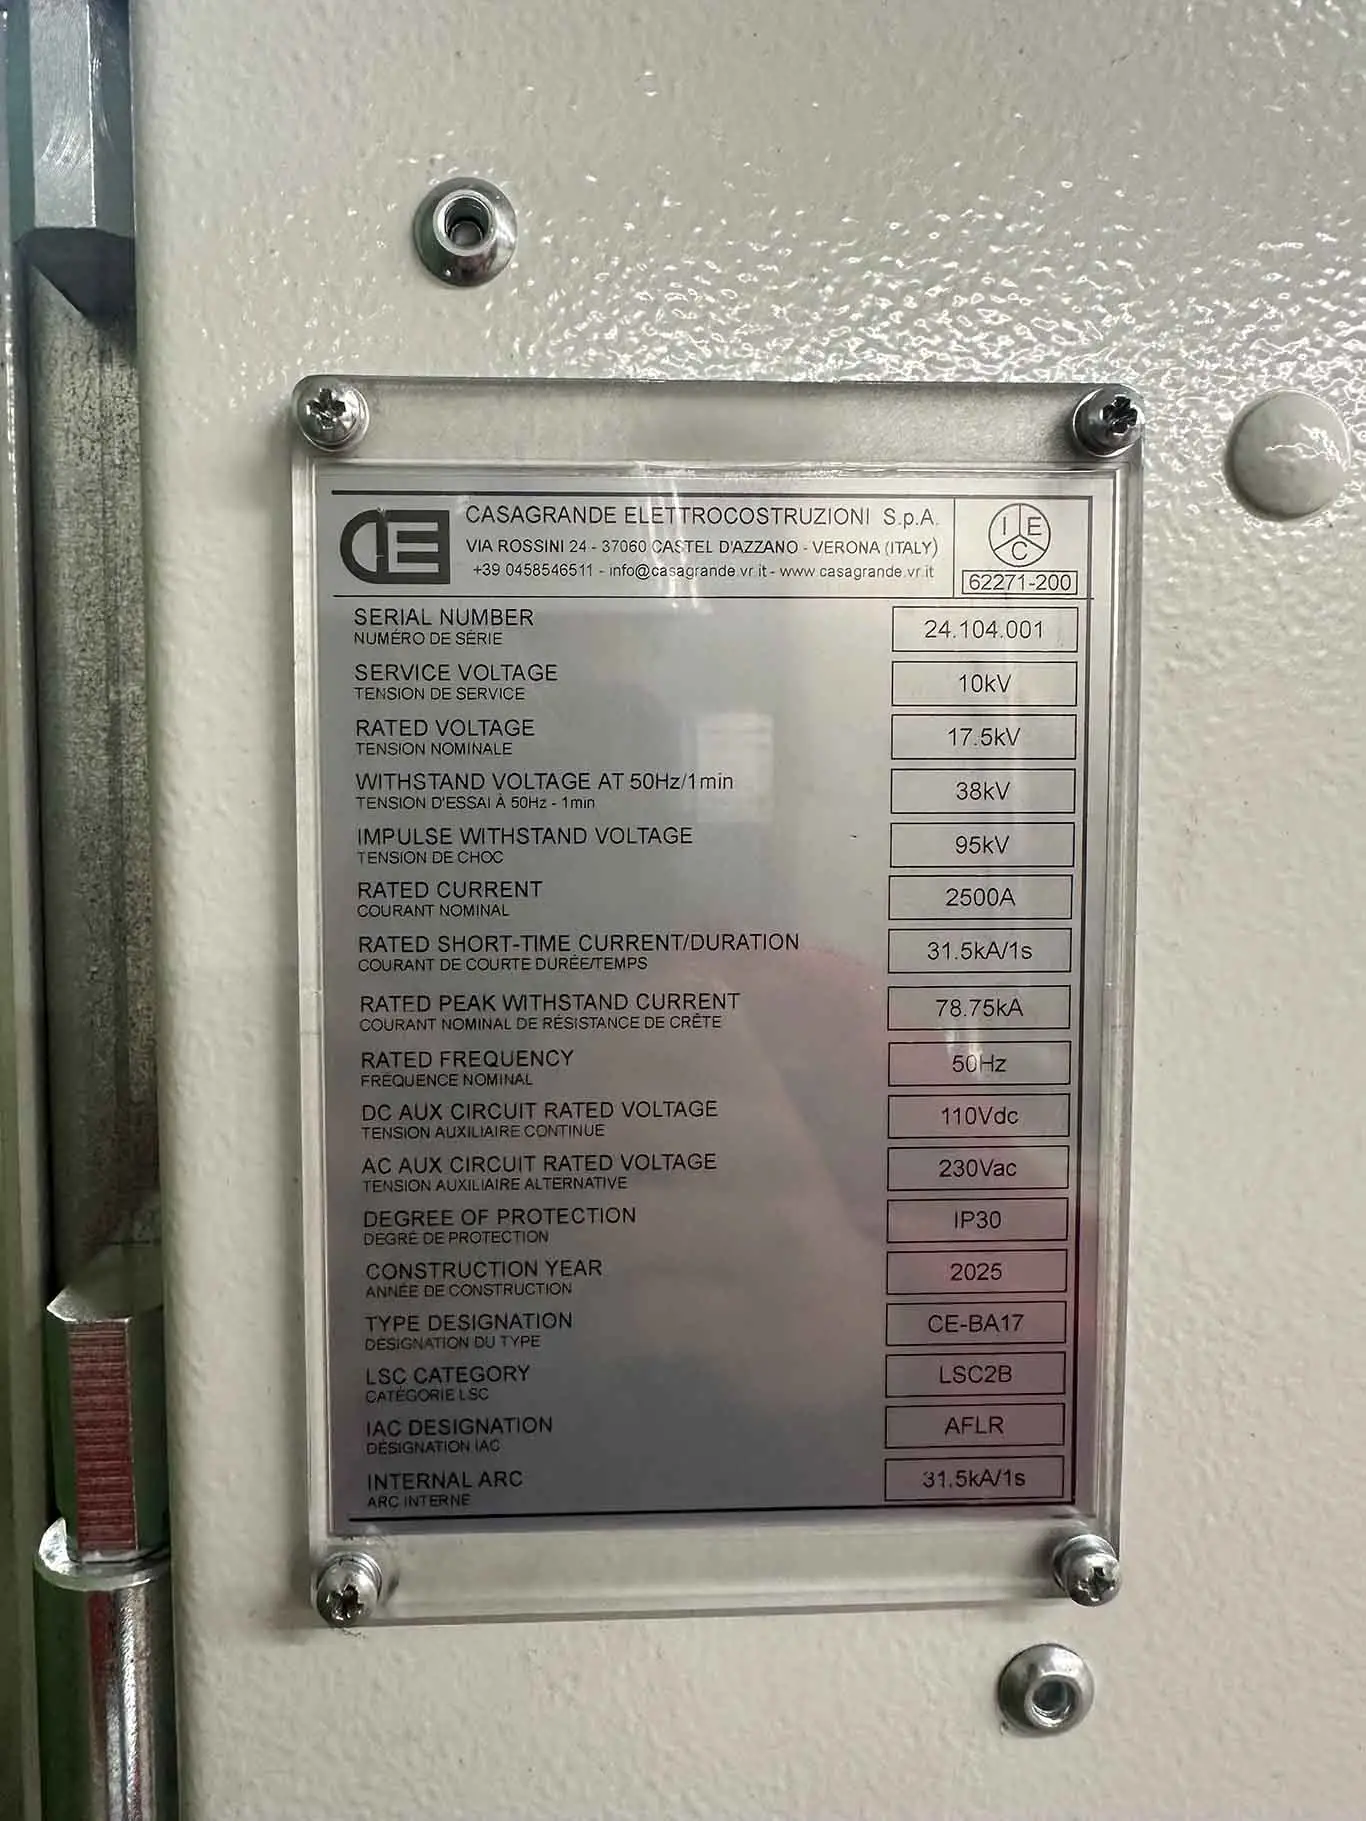 CASAGRANDE ELETTROCOSTRUZIONI S.p.A.
VIA ROSSINI 24 - 37060 CASTEL D'AZZANO - VERONA (ITALY)
+39 0458546511 - info@casagrande.vr.it - www.casagrande.vr.it
I E C
62271-200
SERIAL NUMBER 24.104.001
NUMÉRO DE SÉRIE
SERVICE VOLTAGE 10kV
TENSION DE SERVICE
RATED VOLTAGE 17.5kV
TENSION NOMINALE
WITHSTAND VOLTAGE AT 50Hz/1min 38kV
TENSION D'ESSAI À 50Hz - 1min
IMPULSE WITHSTAND VOLTAGE 95kV
TENSION DE CHOC
RATED CURRENT 2500A
COURANT NOMINAL
RATED SHORT-TIME CURRENT/DURATION 31.5kA/1s
COURANT DE COURTE DURÉE/TEMPS
RATED PEAK WITHSTAND CURRENT 78.75kA
COURANT NOMINAL DE RÉSISTANCE DE CRÊTE
RATED FREQUENCY 50Hz
FRÉQUENCE NOMINAL
DC AUX CIRCUIT RATED VOLTAGE 110Vdc
TENSION AUXILIAIRE CONTINUE
AC AUX CIRCUIT RATED VOLTAGE 230Vac
TENSION AUXILIAIRE ALTERNATIVE
DEGREE OF PROTECTION IP30
DEGRÉ DE PROTECTION
CONSTRUCTION YEAR 2025
ANNÉE DE CONSTRUCTION
TYPE DESIGNATION CE-BA17
DÉSIGNATION DU TYPE
LSC CATEGORY LSC2B
CATÉGORIE LSC
IAC DESIGNATION AFLR
DÉSIGNATION IAC
INTERNAL ARC 31.5kA/1s
ARC INTERNE